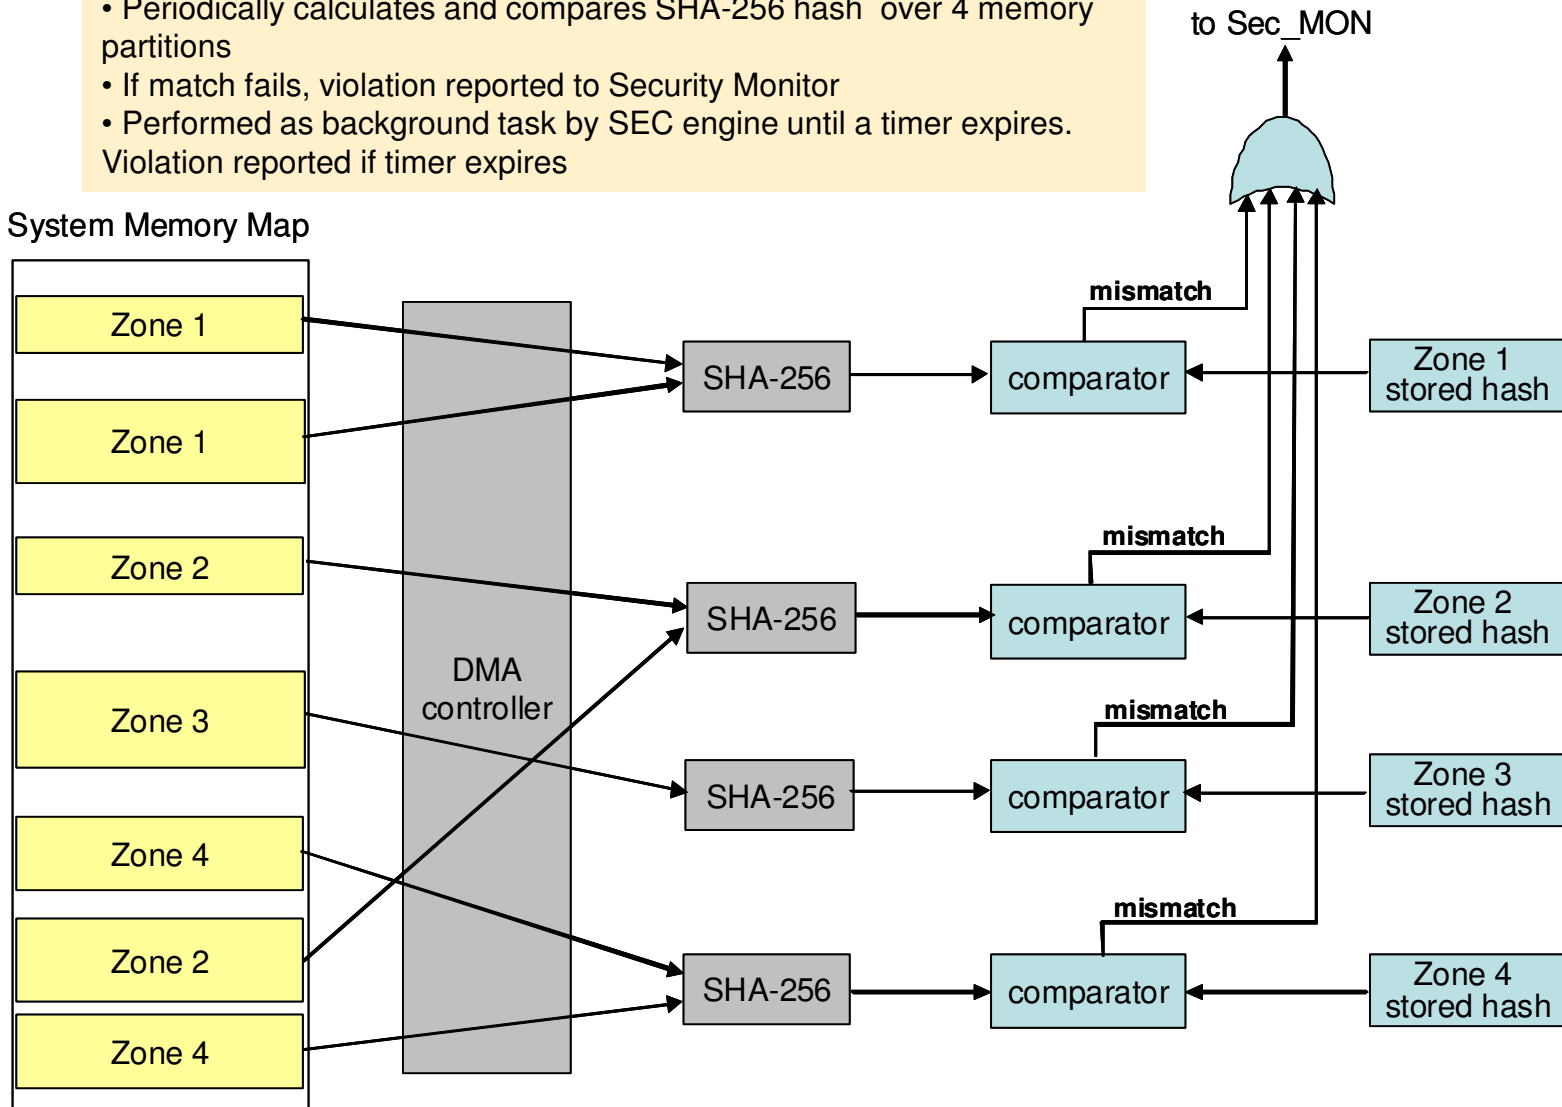 • Periodically calculates and compares SHA-256 hash over 4 memory
partitions
• If match fails, violation reported to Security Monitor
• Performed as background task by SEC engine until a timer expires.
Violation reported if timer expires
to Sec_MON
System Memory Map
Zone 1
Zone 1
Zone 2
Zone 3
Zone 4
Zone 2
Zone 4
DMA
controller
SHA-256
SHA-256
SHA-256
SHA-256
mismatch
comparator
mismatch
comparator
mismatch
comparator
mismatch
comparator
Zone 1
stored hash
Zone 2
stored hash
Zone 3
stored hash
Zone 4
stored hash